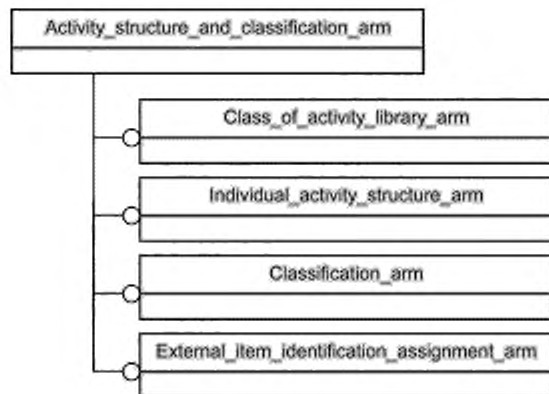 Activity_structure_and_classification_arm
Class_of_activity_library_arm
Individual_activity_structure_arm
Classification_arm
External_item_identification_assignment_arm